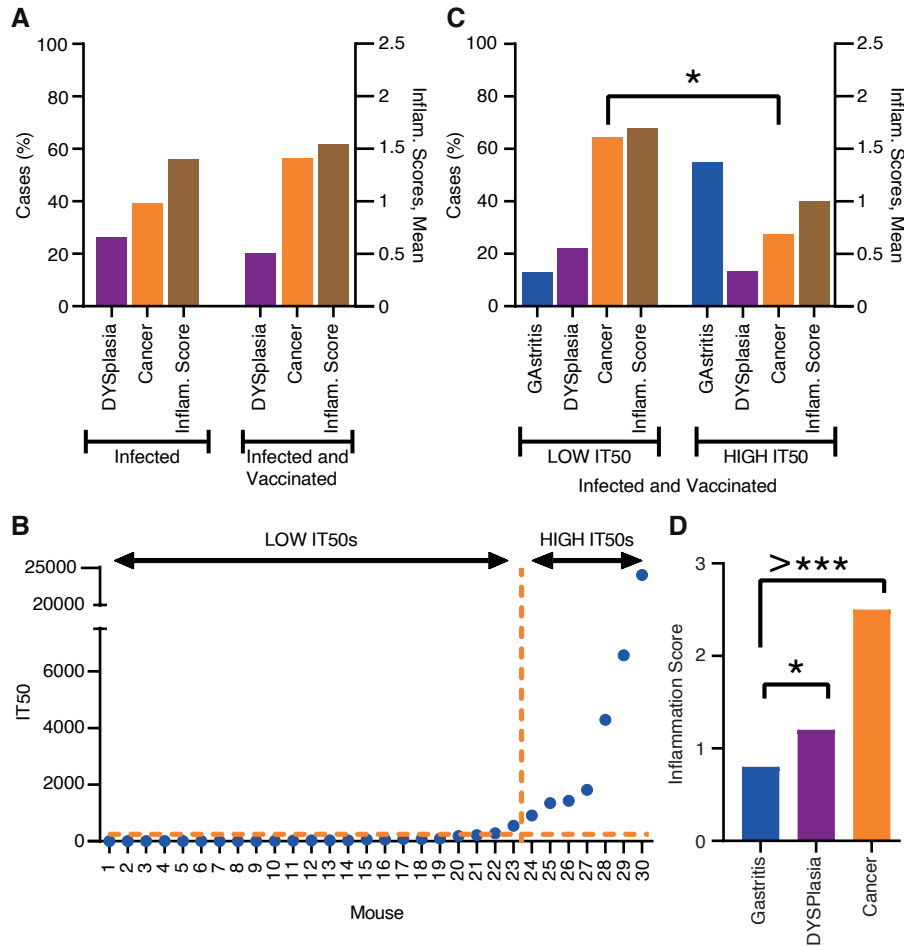 A
100
80
60
40
20
0
Cases (%)
2.5
2
1.5
1
0.5
0
Inflam. Scores, Mean
DYSplasia
Cancer
Inflam. Score
DYSplasia
Cancer
Inflam. Score
Infected
Infected and
Vaccinated
C
100
80
60
40
20
0
Cases (%)
*
2.5
2
1.5
1
0.5
0
Inflam. Scores, Mean
GAstritis
DYSplasia
Cancer
Inflam. Score
GAstritis
DYSplasia
Cancer
Inflam. Score
LOW IT50
HIGH IT50
Infected and Vaccinated
B
LOW IT50s
HIGH IT50s
25000
20000
6000
4000
2000
0
IT50
1
2
3
4
5
6
7
8
9
10
11
12
13
14
15
16
17
18
19
20
21
22
23
24
25
26
27
28
29
30
Mouse
D
3
2
1
0
Inflammation Score
>***
*
Gastritis
DYSPlasia
Cancer